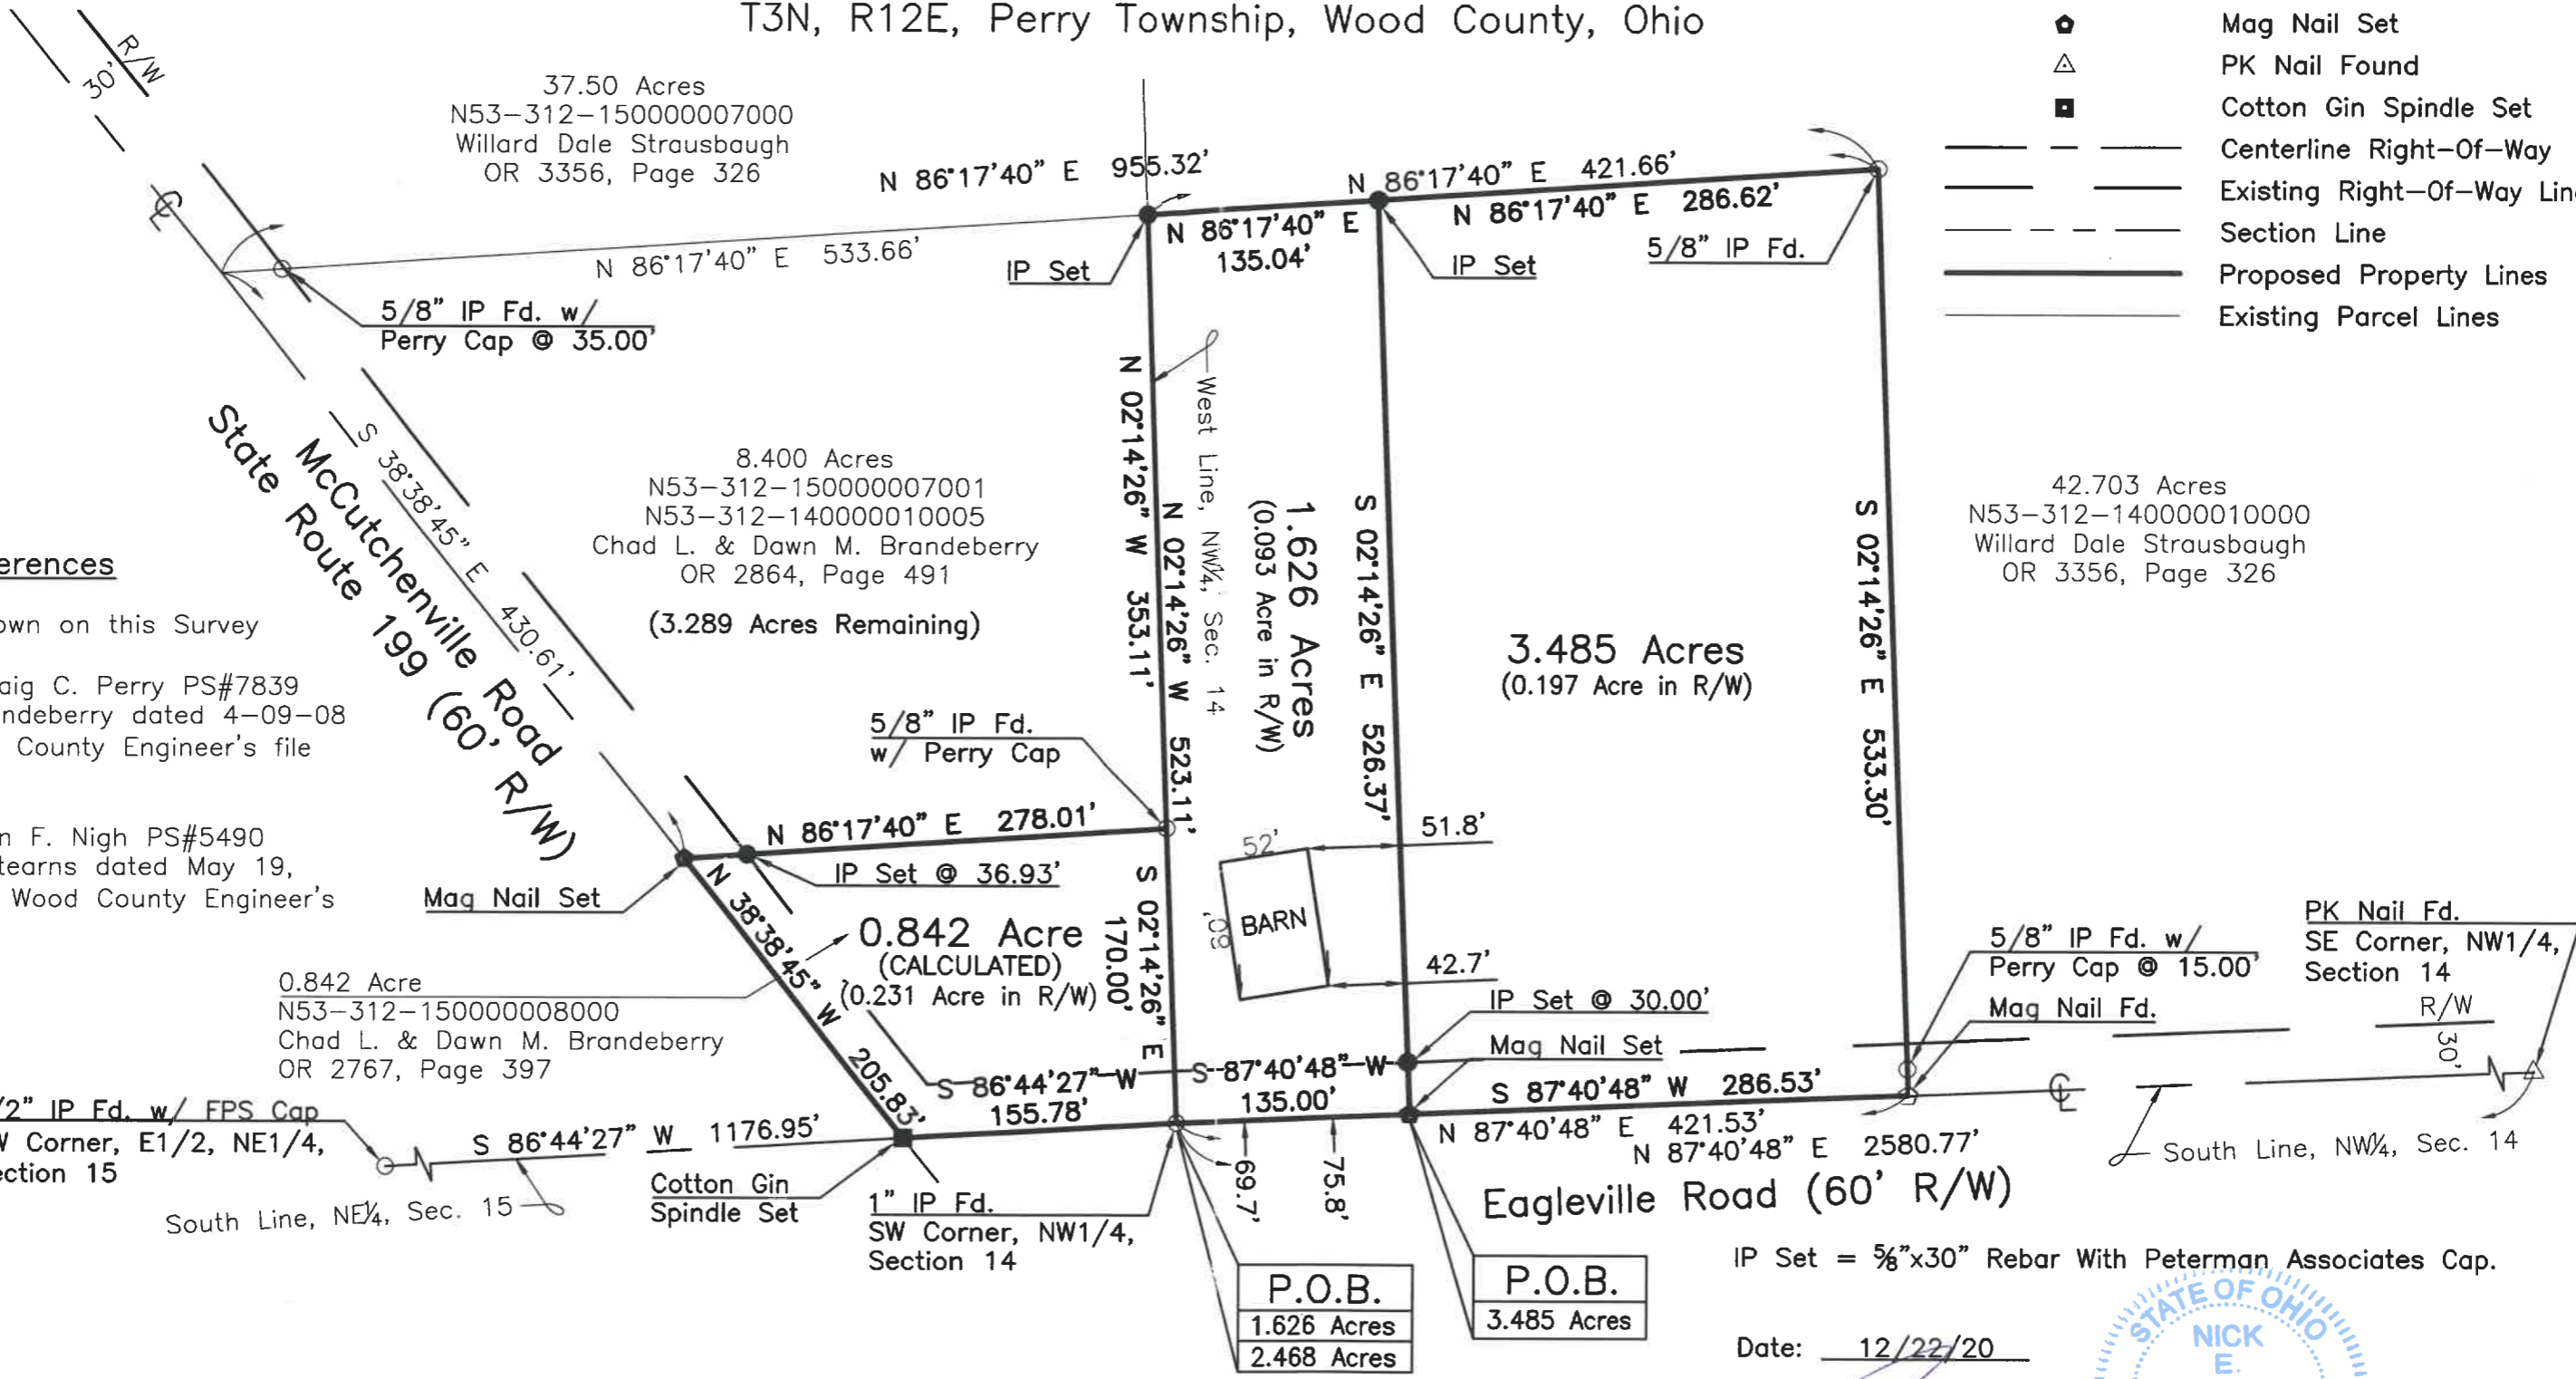 T3N, R12E, Perry Township, Wood County, Ohio
Mag Nail Set
PK Nail Found
Cotton Gin Spindle Set
Centerline Right-Of-Way
Existing Right-Of-Way
Section Line
Proposed Property Lines
Existing Parcel Lines
R/W
30'
37.50 Acres
N53-312-150000007000
Willard Dale Strausbaugh
OR 3356, Page 326
N 86°17'40" E 955.32'
N 86°17'40" E 421.66'
N 86°17'40" E 286.62'
N 86°17'40" E
135.04'
N 86°17'40" E 533.66'
IP Set
IP Set
5/8" IP Fd.
5/8" IP Fd. w/
Perry Cap @ 35.00'
McCutchenville Road
State Route 199 (60' R/W)
S 38°38'45" E 430.61'
8.400 Acres
N53-312-150000007001
N53-312-140000010005
Chad L. & Dawn M. Brandeberry
OR 2864, Page 491
(3.289 Acres Remaining)
N 02°14'26" W 353.11'
N 02°14'26" W 523.11'
West Line, NW¼, Sec. 14
1.626 Acres
(0.093 Acre in R/W)
S 02°14'26" E 526.37'
3.485 Acres
(0.197 Acre in R/W)
S 02°14'26" E 533.30'
42.703 Acres
N53-312-140000010000
Willard Dale Strausbaugh
OR 3356, Page 326
on this Survey
C. Perry PS#7839
dated 4-09-08
County Engineer's file
F. Nigh PS#5490
dated May 19,
Wood County Engineer's
5/8" IP Fd.
w/ Perry Cap
N 86°17'40" E 278.01'
IP Set @ 36.93'
Mag Nail Set
N 38°38'45" W 205.83'
0.842 Acre
(CALCULATED)
(0.231 Acre in R/W)
S 02°14'26" E
170.00'
52'
60'
BARN
51.8'
42.7'
0.842 Acre
N53-312-150000008000
Chad L. & Dawn M. Brandeberry
OR 2767, Page 397
IP Set @ 30.00'
Mag Nail Set
5/8" IP Fd. w/
Perry Cap @ 15.00'
Mag Nail Fd.
PK Nail Fd.
SE Corner, NW1/4,
Section 14
R/W
30'
IP Fd. w/ FPS Cap
Corner, E1/2, NE1/4,
15
S 86°44'27" W 1176.95'
S 86°44'27" W
155.78'
S 87°40'48" W
135.00'
S 87°40'48" W 286.53'
N 87°40'48" E 421.53'
N 87°40'48" E 2580.77'
South Line, NE¼, Sec. 15
South Line, NW¼, Sec. 14
Cotton Gin
Spindle Set
1" IP Fd.
SW Corner, NW1/4,
Section 14
69.7'
75.8'
Eagleville Road (60' R/W)
P.O.B.
1.626 Acres
2.468 Acres
P.O.B.
3.485 Acres
IP Set = ⅝"x30" Rebar With Peterman Associates Cap.
Date: 12/22/20
STATE OF OHIO
NICK
E.